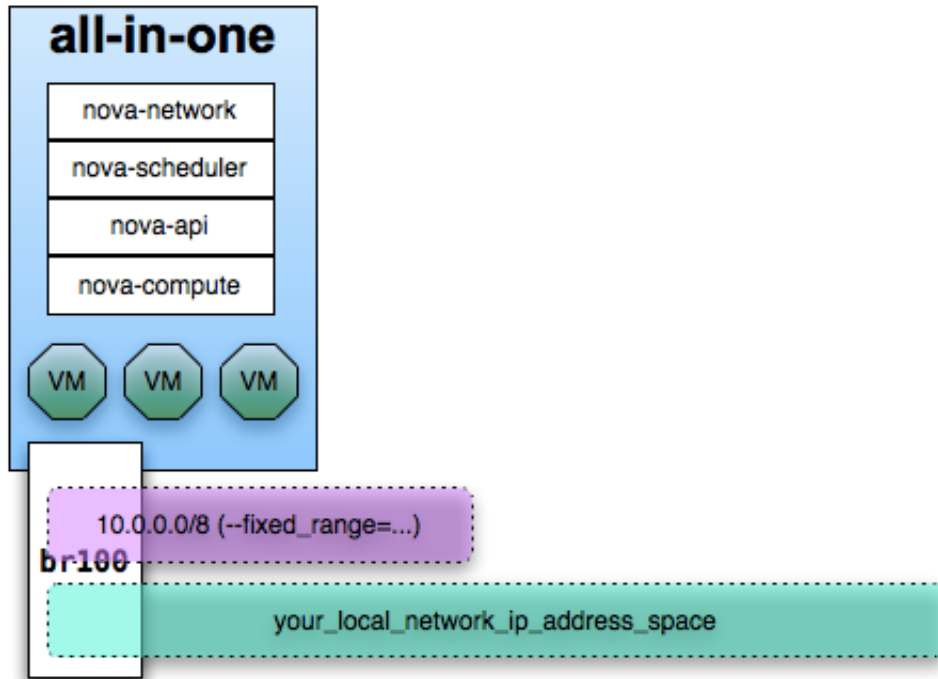 all-in-one
nova-network
nova-scheduler
nova-api
nova-compute
VM
VM
VM
10.0.0.0/8 (--fixed_range=...)
br100
your_local_network_ip_address_space